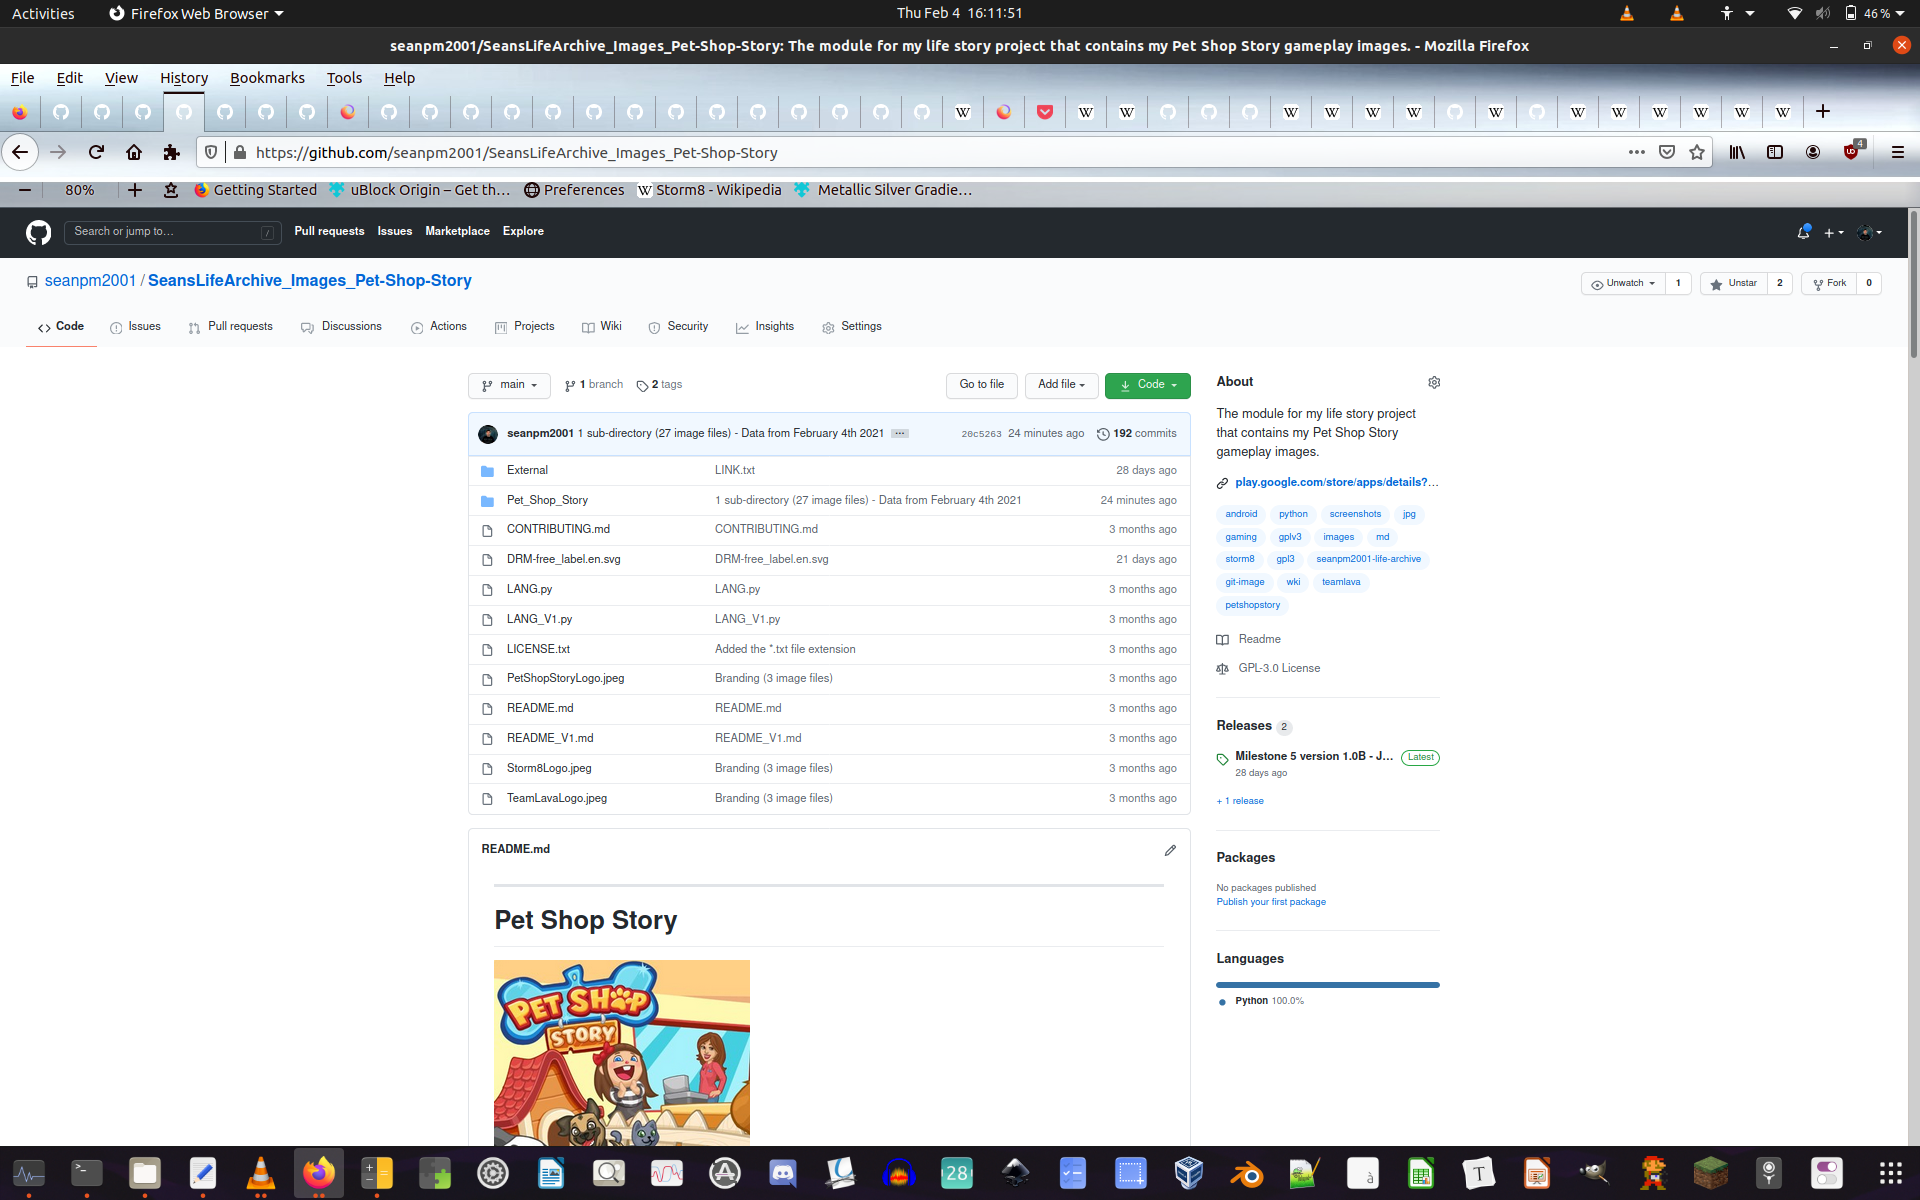 Activities Firefox Web Browser Thu Feb 4 16:11:51 46 %
seanpm2001/SeansLifeArchive_Images_Pet-Shop-Story: The module for my life story project that contains my Pet Shop Story gameplay images. - Mozilla Firefox
File Edit View History Bookmarks Tools Help
https://github.com/seanpm2001/SeansLifeArchive_Images_Pet-Shop-Story 4
80% Getting Started uBlock Origin – Get th… Preferences W Storm8 - Wikipedia Metallic Silver Gradie…
Search or jump to… / Pull requests Issues Marketplace Explore
seanpm2001 / SeansLifeArchive_Images_Pet-Shop-Story Unwatch 1 Unstar 2 Fork 0
Code Issues Pull requests Discussions Actions Projects Wiki Security Insights Settings
main 1 branch 2 tags Go to file Add file Code
seanpm2001 1 sub-directory (27 image files) - Data from February 4th 2021 ... 20c5263 24 minutes ago 192 commits
External LINK.txt 28 days ago
Pet_Shop_Story 1 sub-directory (27 image files) - Data from February 4th 2021 24 minutes ago
CONTRIBUTING.md CONTRIBUTING.md 3 months ago
DRM-free_label.en.svg DRM-free_label.en.svg 21 days ago
LANG.py LANG.py 3 months ago
LANG_V1.py LANG_V1.py 3 months ago
LICENSE.txt Added the *.txt file extension 3 months ago
PetShopStoryLogo.jpeg Branding (3 image files) 3 months ago
README.md README.md 3 months ago
README_V1.md README_V1.md 3 months ago
Storm8Logo.jpeg Branding (3 image files) 3 months ago
TeamLavaLogo.jpeg Branding (3 image files) 3 months ago
README.md
Pet Shop Story
PET SHOP
STORY
About
The module for my life story project
that contains my Pet Shop Story
gameplay images.
play.google.com/store/apps/details?…
android python screenshots jpg
gaming gplv3 images md
storm8 gpl3 seanpm2001-life-archive
git-image wki teamlava
petshopstory
Readme
GPL-3.0 License
Releases 2
Milestone 5 version 1.0B - J… Latest
28 days ago
+ 1 release
Packages
No packages published
Publish your first package
Languages
Python 100.0%
28